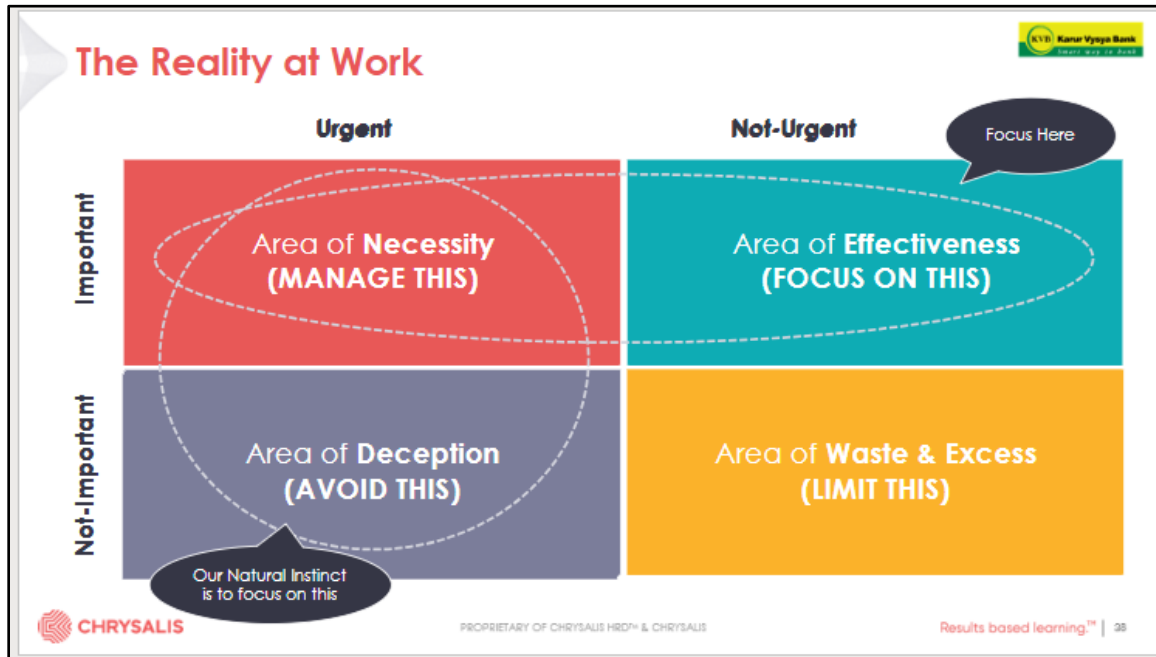 The Reality at Work
KVB Karur Vysya Bank
Smart way to Bank
Urgent
Not-Urgent
Focus Here
Important
Area of Necessity
(MANAGE THIS)
Area of Effectiveness
(FOCUS ON THIS)
Not-Important
Area of Deception
(AVOID THIS)
Area of Waste & Excess
(LIMIT THIS)
Our Natural Instinct
is to focus on this
CHRYSALIS
PROPRIETARY OF CHRYSALIS HRD™ & CHRYSALIS
Results based learning.™ | 38